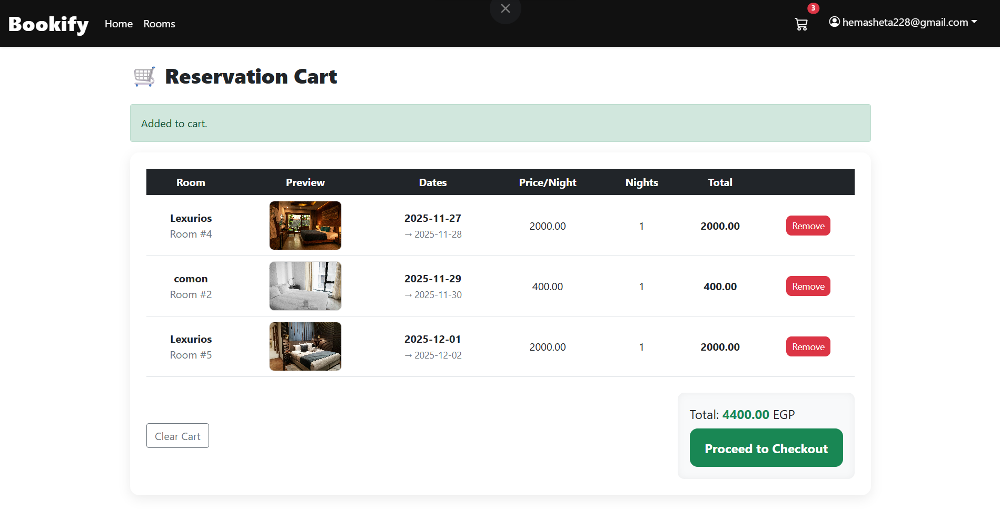 Bookify
Home
Rooms
3
hemasheta228@gmail.com
Reservation Cart
Added to cart.
Room Preview Dates Price/Night Nights Total
Lexurios
Room #4
2025-11-27
→ 2025-11-28
2000.00
1
2000.00
Remove
comon
Room #2
2025-11-29
→ 2025-11-30
400.00
1
400.00
Remove
Lexurios
Room #5
2025-12-01
→ 2025-12-02
2000.00
1
2000.00
Remove
Total: 4400.00 EGP
Clear Cart
Proceed to Checkout